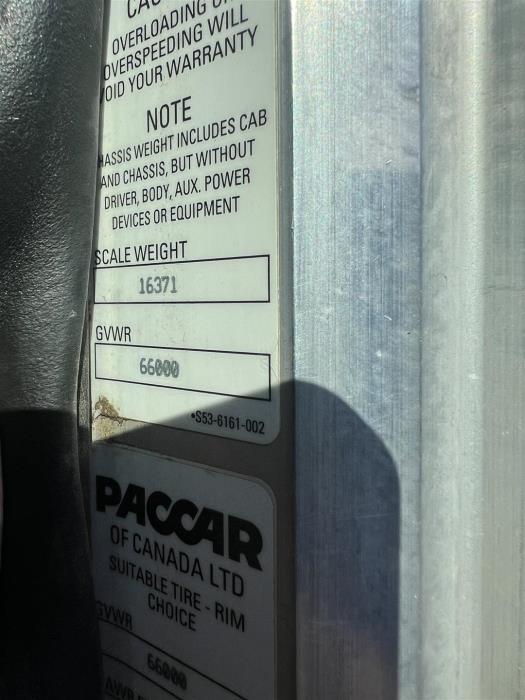 OVERLOADING
OVERSPEEDING WILL
VOID YOUR WARRANTY
NOTE
CHASSIS WEIGHT INCLUDES CAB
AND CHASSIS, BUT WITHOUT
DRIVER, BODY, AUX. POWER
DEVICES OR EQUIPMENT
SCALE WEIGHT
16371
GVWR
66000
•S53-6161-002
PACCAR
OF CANADA LTD
SUITABLE TIRE - RIM
CHOICE
GVWR
66000